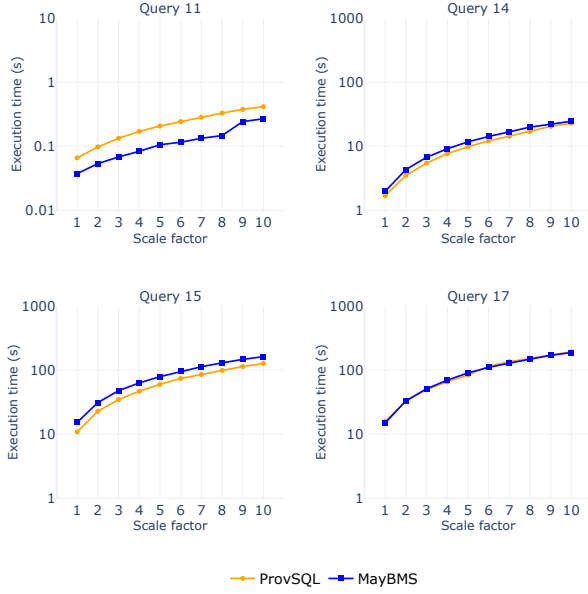 Query 11
Execution time (s)
10
1
0.1
0.01
1 2 3 4 5 6 7 8 9 10
Scale factor
Query 14
Execution time (s)
1000
100
10
1
1 2 3 4 5 6 7 8 9 10
Scale factor
Query 15
Execution time (s)
1000
100
10
1
1 2 3 4 5 6 7 8 9 10
Scale factor
Query 17
Execution time (s)
1000
100
10
1
1 2 3 4 5 6 7 8 9 10
Scale factor
ProvSQL MayBMS